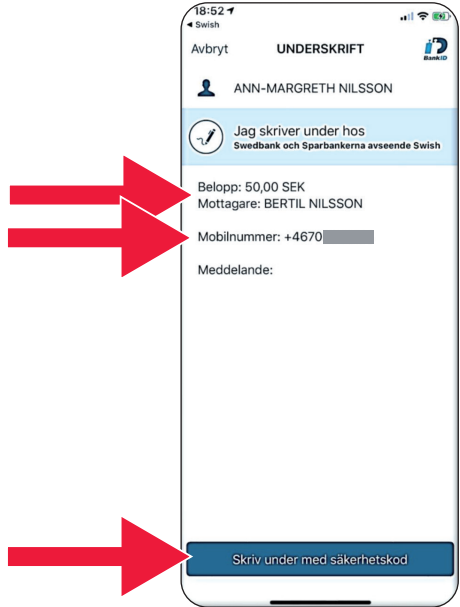 18:52
Swish
Avbryt UNDERSKRIFT
BankID
ANN-MARGRETH NILSSON
Jag skriver under hos
Swedbank och Sparbankerna avseende Swish
Belopp: 50,00 SEK
Mottagare: BERTIL NILSSON
Mobilnummer: +4670
Meddelande:
Skriv under med säkerhetskod